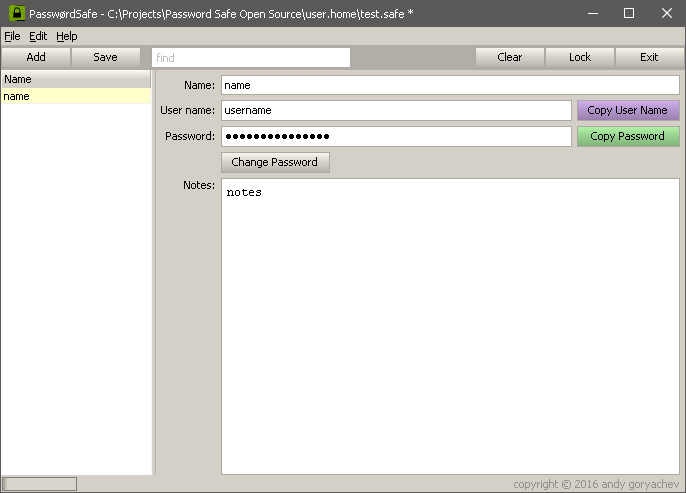 PasswørdSafe - C:\Projects\Password Safe Open Source\user.home\test.safe *
File Edit Help
Add Save find Clear Lock Exit
Name
name
Name: name
User name: username Copy User Name
Password: ●●●●●●●●●●●●●●● Copy Password
Change Password
Notes: notes
copyright © 2016 andy goryachev